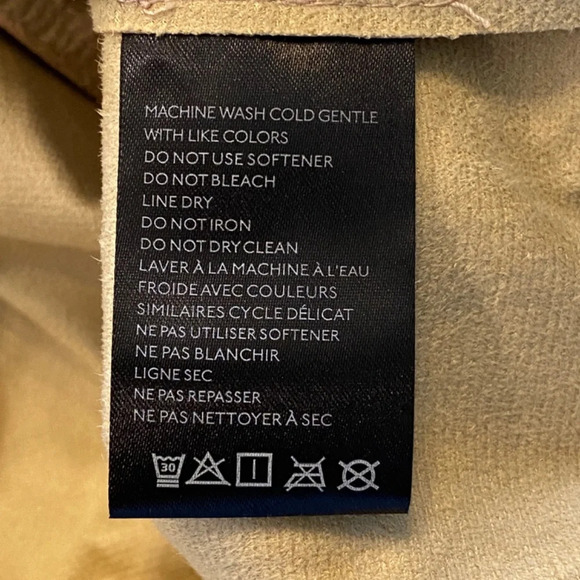 MACHINE WASH COLD GENTLE
WITH LIKE COLORS
DO NOT USE SOFTENER
DO NOT BLEACH
LINE DRY
DO NOT IRON
DO NOT DRY CLEAN
LAVER À LA MACHINE À L'EAU
FROIDE AVEC COULEURS
SIMILAIRES CYCLE DÉLICAT
NE PAS UTILISER SOFTENER
NE PAS BLANCHIR
LIGNE SEC
NE PAS REPASSER
NE PAS NETTOYER À SEC
30